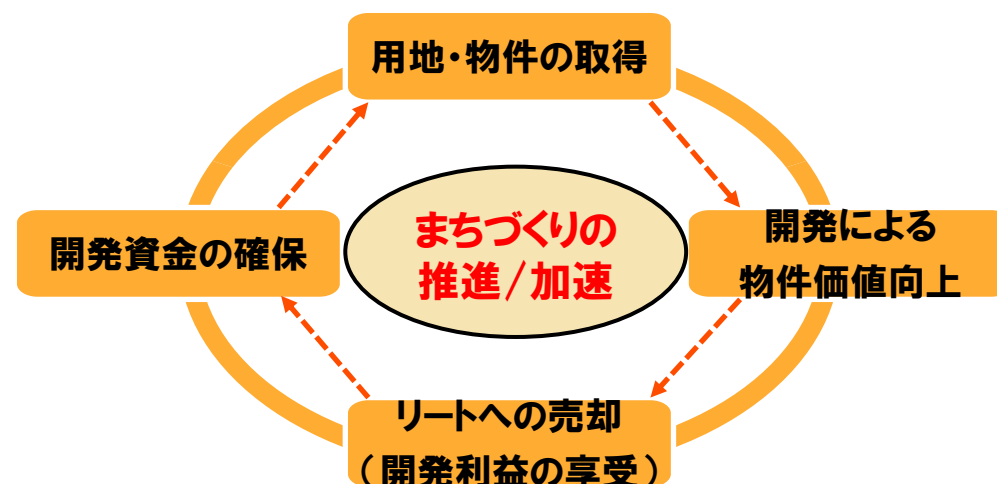 用地・物件の取得
開発資金の確保
まちづくりの
推進/加速
開発による
物件価値向上
リートへの売却
（開発利益の享受）